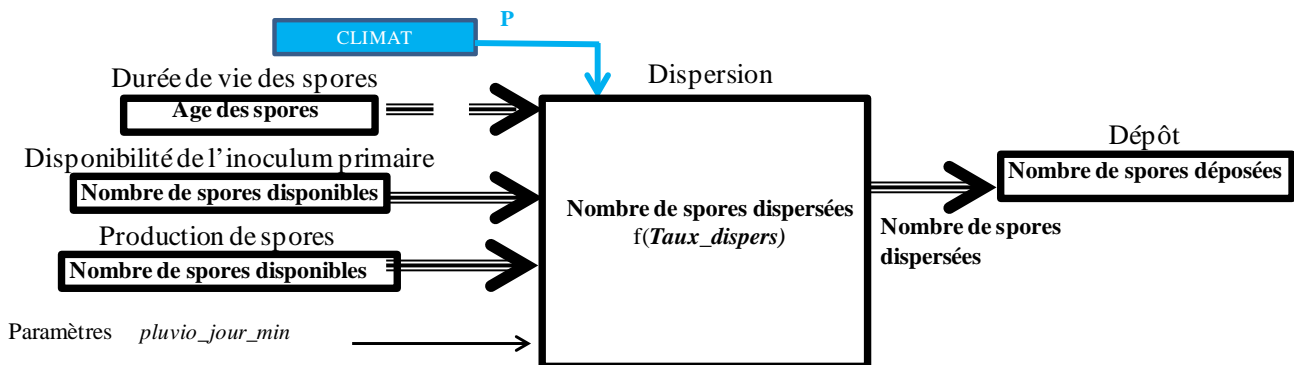 P
CLIMAT
Durée de vie des spores
Age des spores
Dispersion
Disponibilité de l'inoculum primaire
Nombre de spores disponibles
Production de spores
Nombre de spores disponibles
Paramètres pluvio_jour_min
Nombre de spores dispersées
f(Taux_dispers)
Nombre de spores
dispersées
Dépôt
Nombre de spores déposées